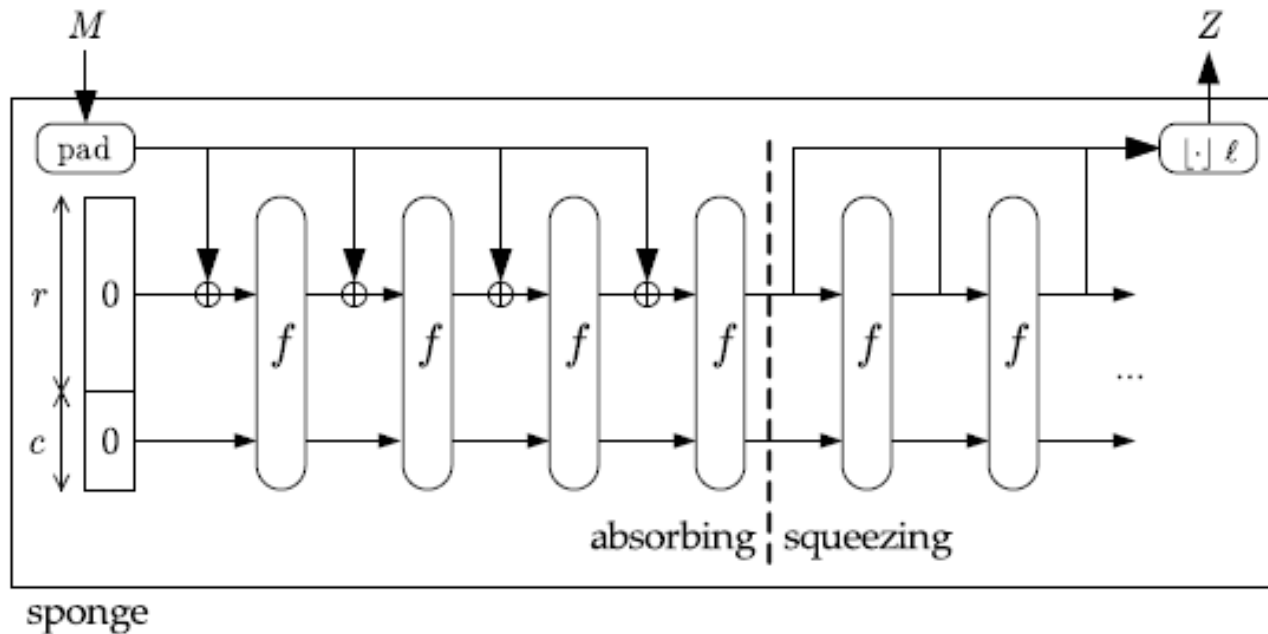 M Z
pad ⌊·⌋ ℓ
r 0 f f f f f f
c 0 ...
absorbing squeezing
sponge